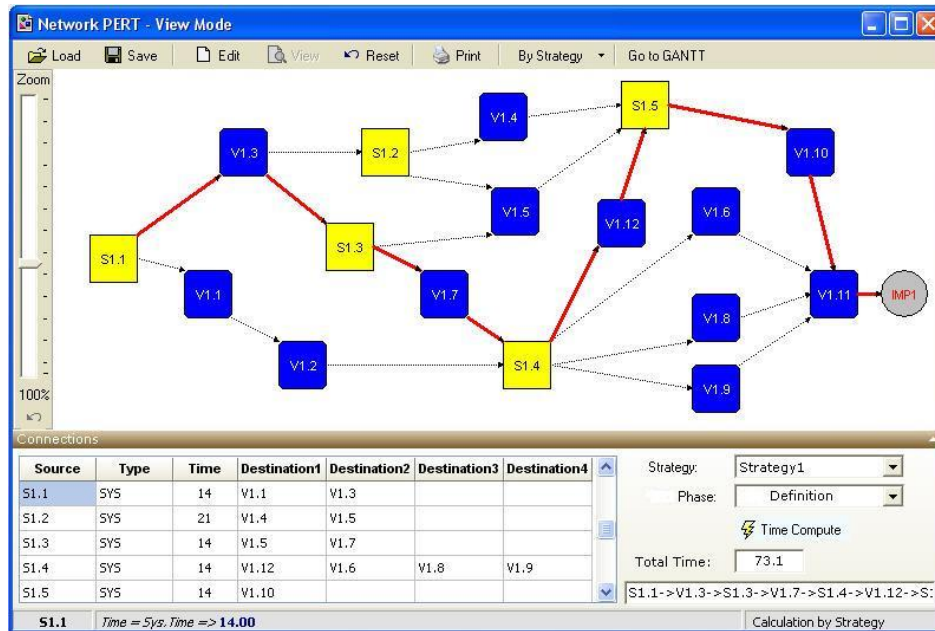 Network PERT - View Mode
Load Save Edit View Reset Print By Strategy Go to GANTT
Zoom
S1.5
V1.4
V1.3 S1.2 V1.10
V1.5 V1.6
V1.12
S1.3
S1.1
V1.1 V1.7 V1.11 IMP1
V1.8
V1.2 S1.4
V1.9
100%
Connections
Source Type Time Destination1 Destination2 Destination3 Destination4
S1.1 SYS 14 V1.1 V1.3
S1.2 SYS 21 V1.4 V1.5
S1.3 SYS 14 V1.5 V1.7
S1.4 SYS 14 V1.12 V1.6 V1.8 V1.9
S1.5 SYS 14 V1.10
Strategy: Strategy1
Phase: Definition
Time Compute
Total Time: 73.1
S1.1->V1.3->S1.3->V1.7->S1.4->V1.12->S
S1.1 Time = Sys.Time => 14.00 Calculation by Strategy